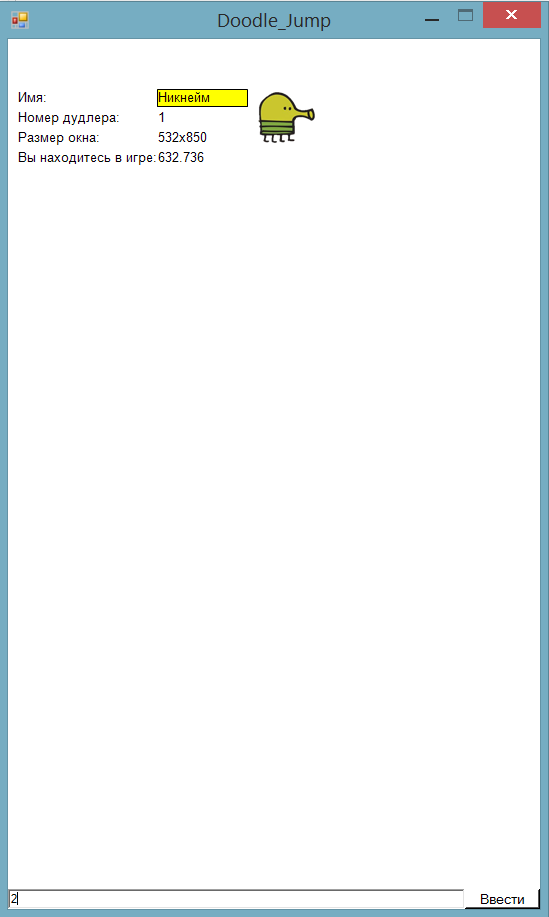 Doodle_Jump
Имя: Никнейм
Номер дудлера: 1
Размер окна: 532x850
Вы находитесь в игре: 632.736
2 Ввести